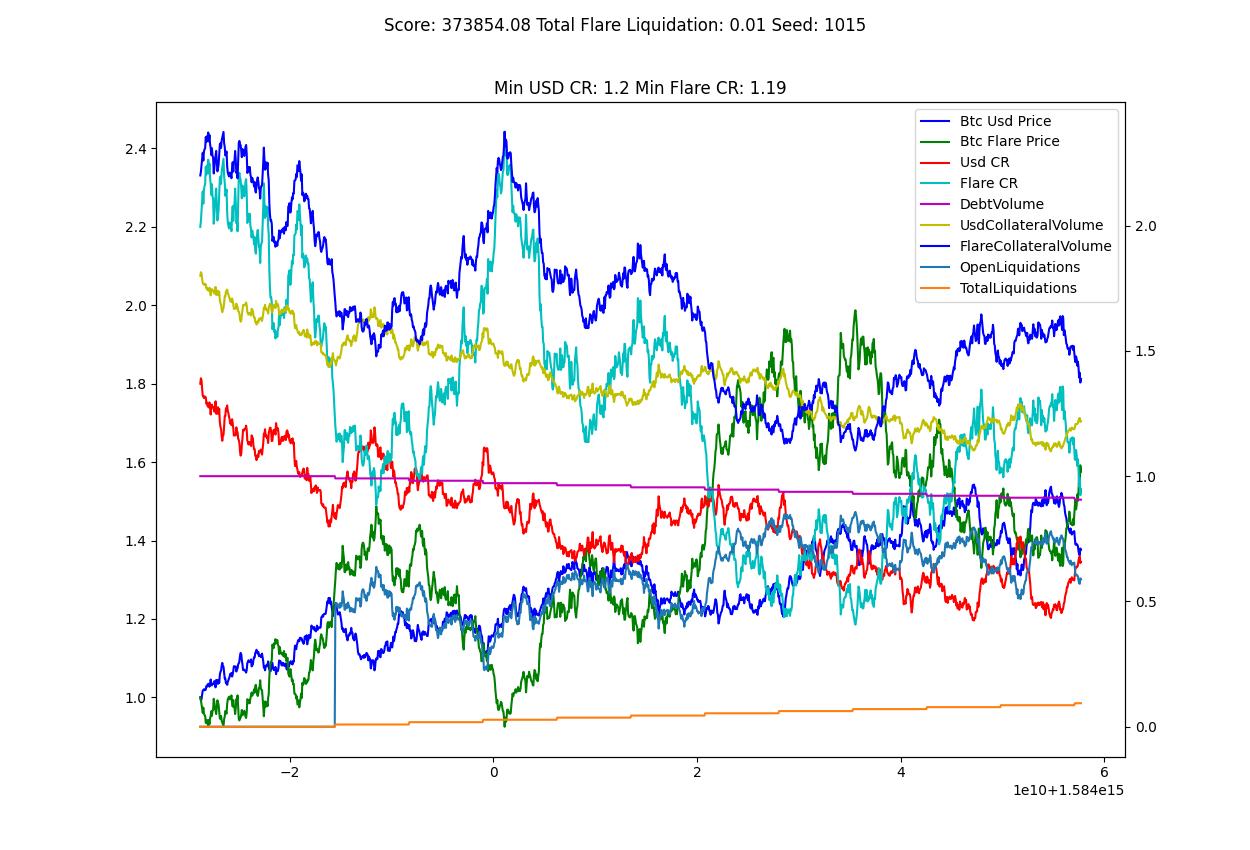 Score: 373854.08 Total Flare Liquidation: 0.01 Seed: 1015
Min USD CR: 1.2 Min Flare CR: 1.19
Btc Usd Price
Btc Flare Price
Usd CR
Flare CR
DebtVolume
UsdCollateralVolume
FlareCollateralVolume
OpenLiquidations
TotalLiquidations
2.4
2.2
2.0
1.8
1.6
1.4
1.2
1.0
2.0
1.5
1.0
0.5
0.0
−2 0 2 4 6
1e10+1.584e15